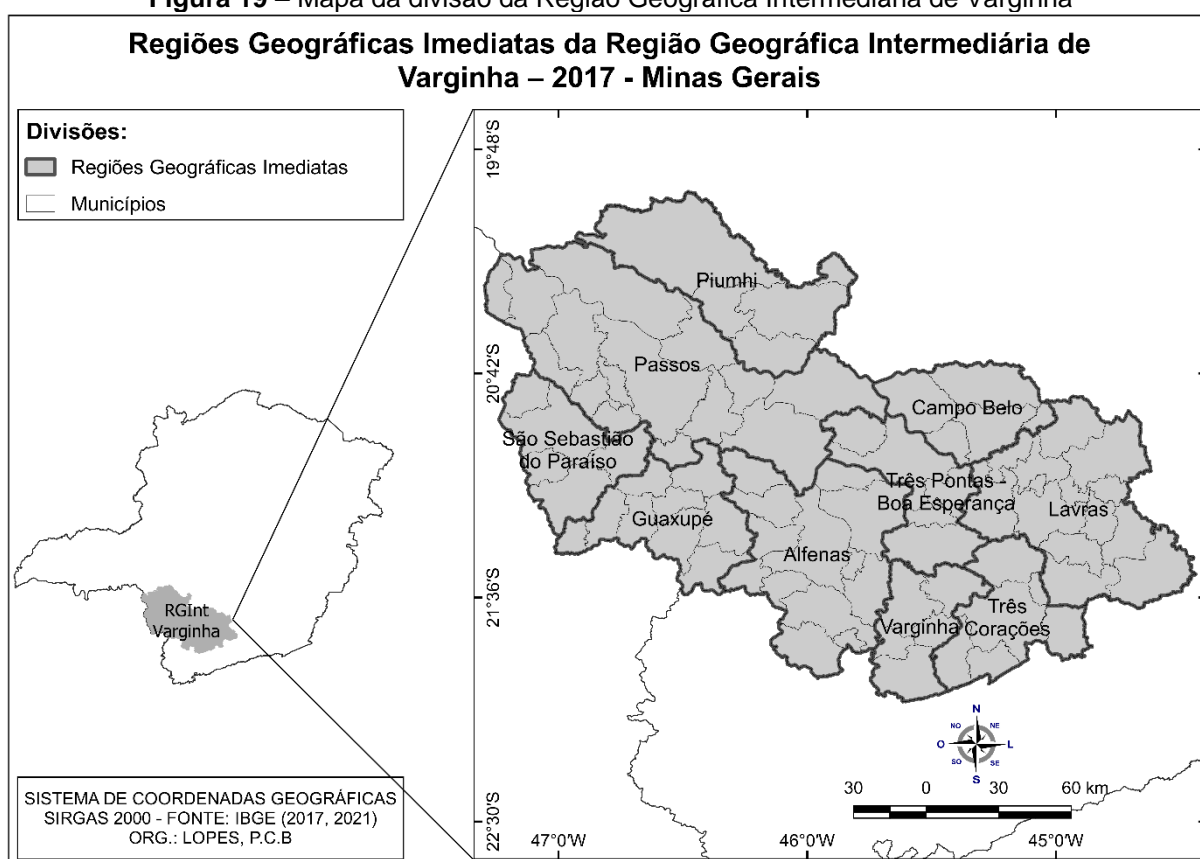 Figura 19 – Mapa da divisão da Região Geográfica Intermediária de Varginha
Regiões Geográficas Imediatas da Região Geográfica Intermediária de
Varginha – 2017 - Minas Gerais
Divisões:
Regiões Geográficas Imediatas
Municípios
19°48'S
20°42'S
21°36'S
22°30'S
Piumhi
Passos
Campo Belo
São Sebastião
do Paraíso
Três Pontas -
Boa Esperança
Lavras
Guaxupé
Alfenas
Três
Corações
Varginha
RGInt
Varginha
N
NO
NE
O
L
SO
SE
S
30 0 30 60 km
47°0'W 46°0'W 45°0'W
SISTEMA DE COORDENADAS GEOGRÁFICAS
SIRGAS 2000 - FONTE: IBGE (2017, 2021)
ORG.: LOPES, P.C.B